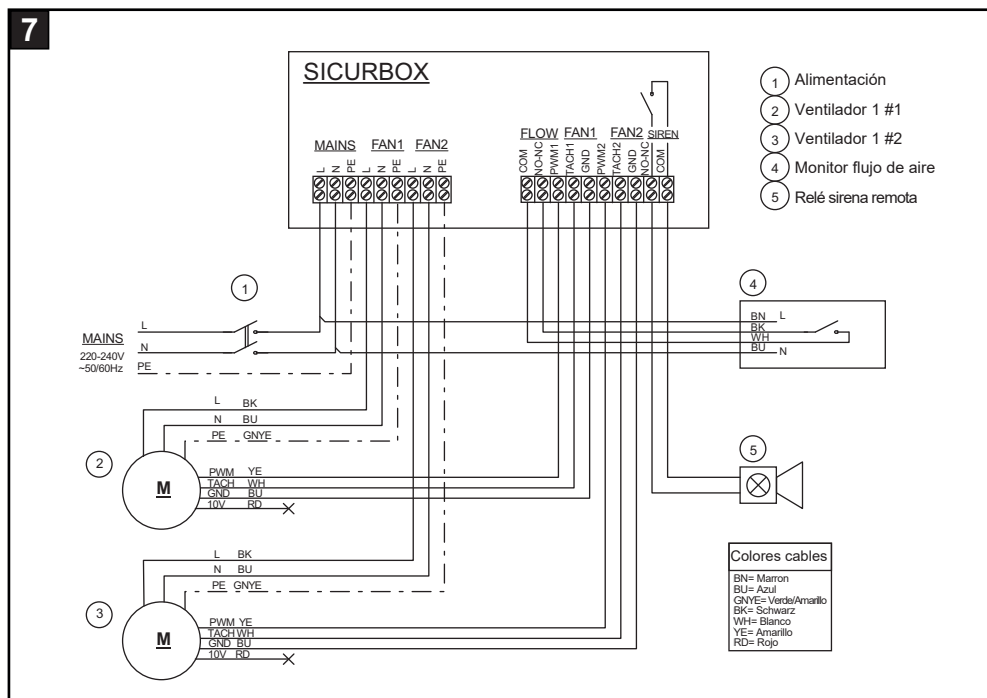 7
SICURBOX
MAINS FAN1 FAN2
L N PE L N PE L N PE
FLOW FAN1 FAN2 SIREN
COM NO-NC PWM1 TACH1 GND PWM2 TACH2 GND NO-NC COM
1 Alimentación
2 Ventilador 1 #1
3 Ventilador 1 #2
4 Monitor flujo de aire
5 Relé sirena remota
1
L
MAINS
N
220-240V
~50/60Hz
PE
4
BN L
BK
WH
BU N
L BK
N BU
PE GNYE
2
M
PWM YE
TACH WH
GND BU
10V RD
5
L BK
N BU
PE GNYE
3
M
PWM YE
TACH WH
GND BU
10V RD
Colores cables
BN= Marron
BU= Azul
GNYE= Verde/Amarillo
BK= Schwarz
WH= Blanco
YE= Amarillo
RD= Rojo